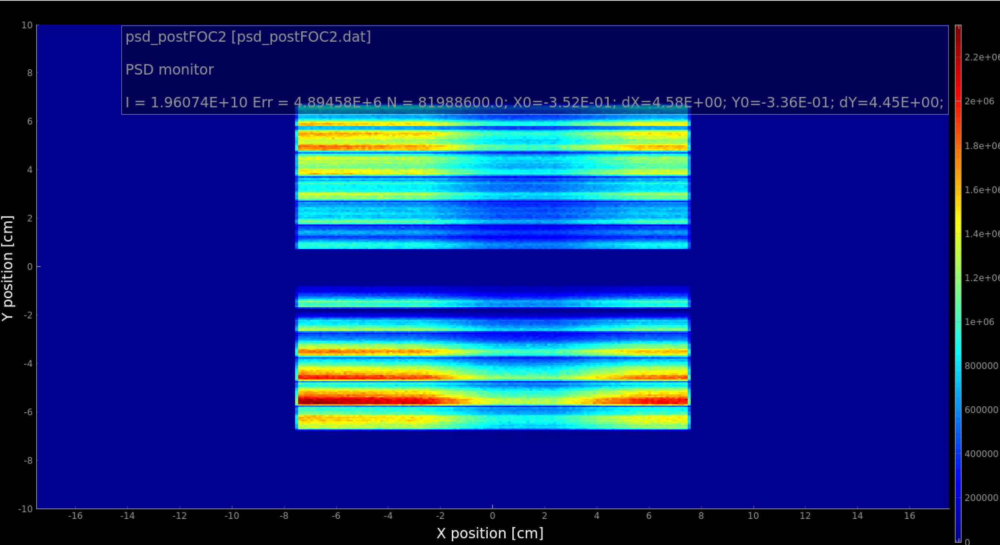 psd_postFOC2 [psd_postFOC2.dat]
PSD monitor
I = 1.96074E+10 Err = 4.89458E+6 N = 81988600.0; X0=-3.52E-01; dX=4.58E+00; Y0=-3.36E-01; dY=4.45E+00;
10
8
6
4
2
0
-2
-4
-6
-8
-10
Y position [cm]
-16 -14 -12 -10 -8 -6 -4 -2 0 2 4 6 8 10 12 14 16
X position [cm]
2.2e+06
2e+06
1.8e+06
1.6e+06
1.4e+06
1.2e+06
1e+06
800000
600000
400000
200000
0